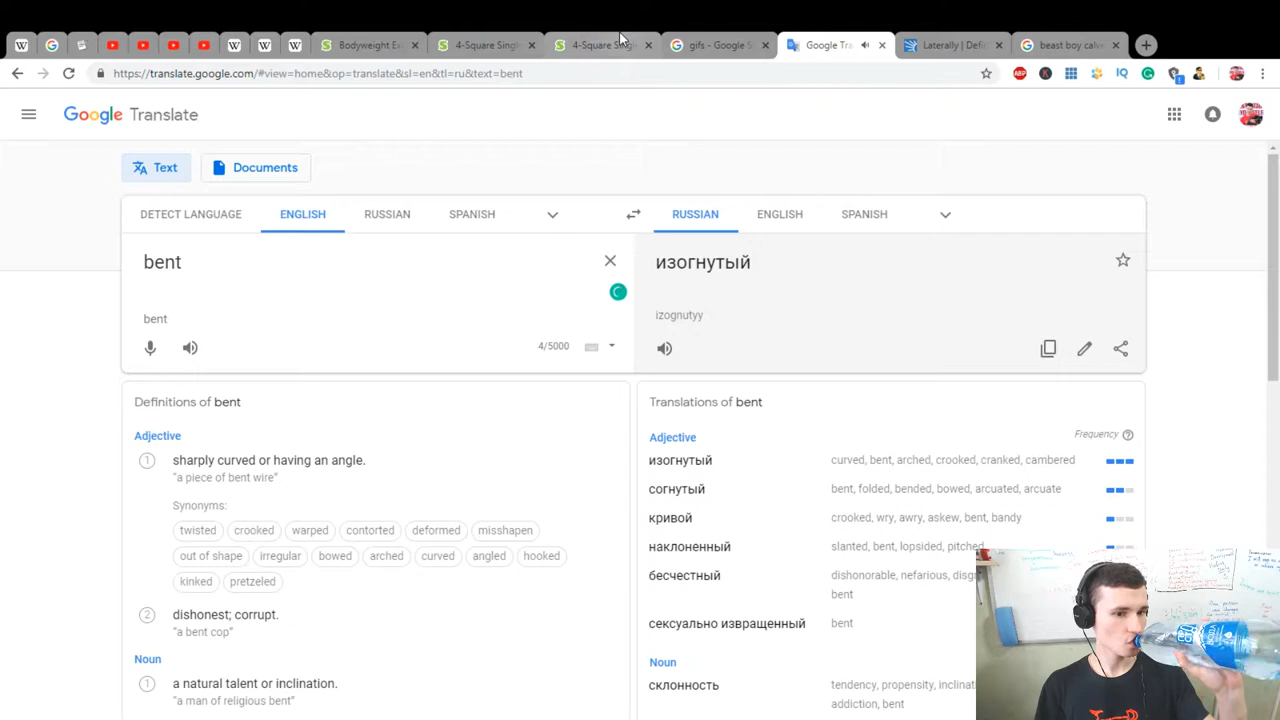 Bodyweight Ex
4-Square Singl
4-Square Singl
gifs - Google S
Google Tra
Laterally | Defi
beast boy calve
https://translate.google.com/#view=home&op=translate&sl=en&tl=ru&text=bent
Google Translate
Text
Documents
DETECT LANGUAGE ENGLISH RUSSIAN SPANISH
RUSSIAN ENGLISH SPANISH
bent
bent
4/5000
изогнутый
izognutyy
Definitions of bent
Adjective
1 sharply curved or having an angle.
"a piece of bent wire"
Synonyms:
twisted crooked warped contorted deformed misshapen
out of shape irregular bowed arched curved angled hooked
kinked pretzeled
2 dishonest; corrupt.
"a bent cop"
Noun
1 a natural talent or inclination.
"a man of religious bent"
Translations of bent
Adjective Frequency
изогнутый curved, bent, arched, crooked, cranked, cambered
согнутый bent, folded, bended, bowed, arcuated, arcuate
кривой crooked, wry, awry, askew, bent, bandy
наклоненный slanted, bent, lopsided, pitched
бесчестный dishonorable, nefarious, disgr
bent
сексуально извращенный bent
Noun
склонность tendency, propensity, inclinati
addiction, bent